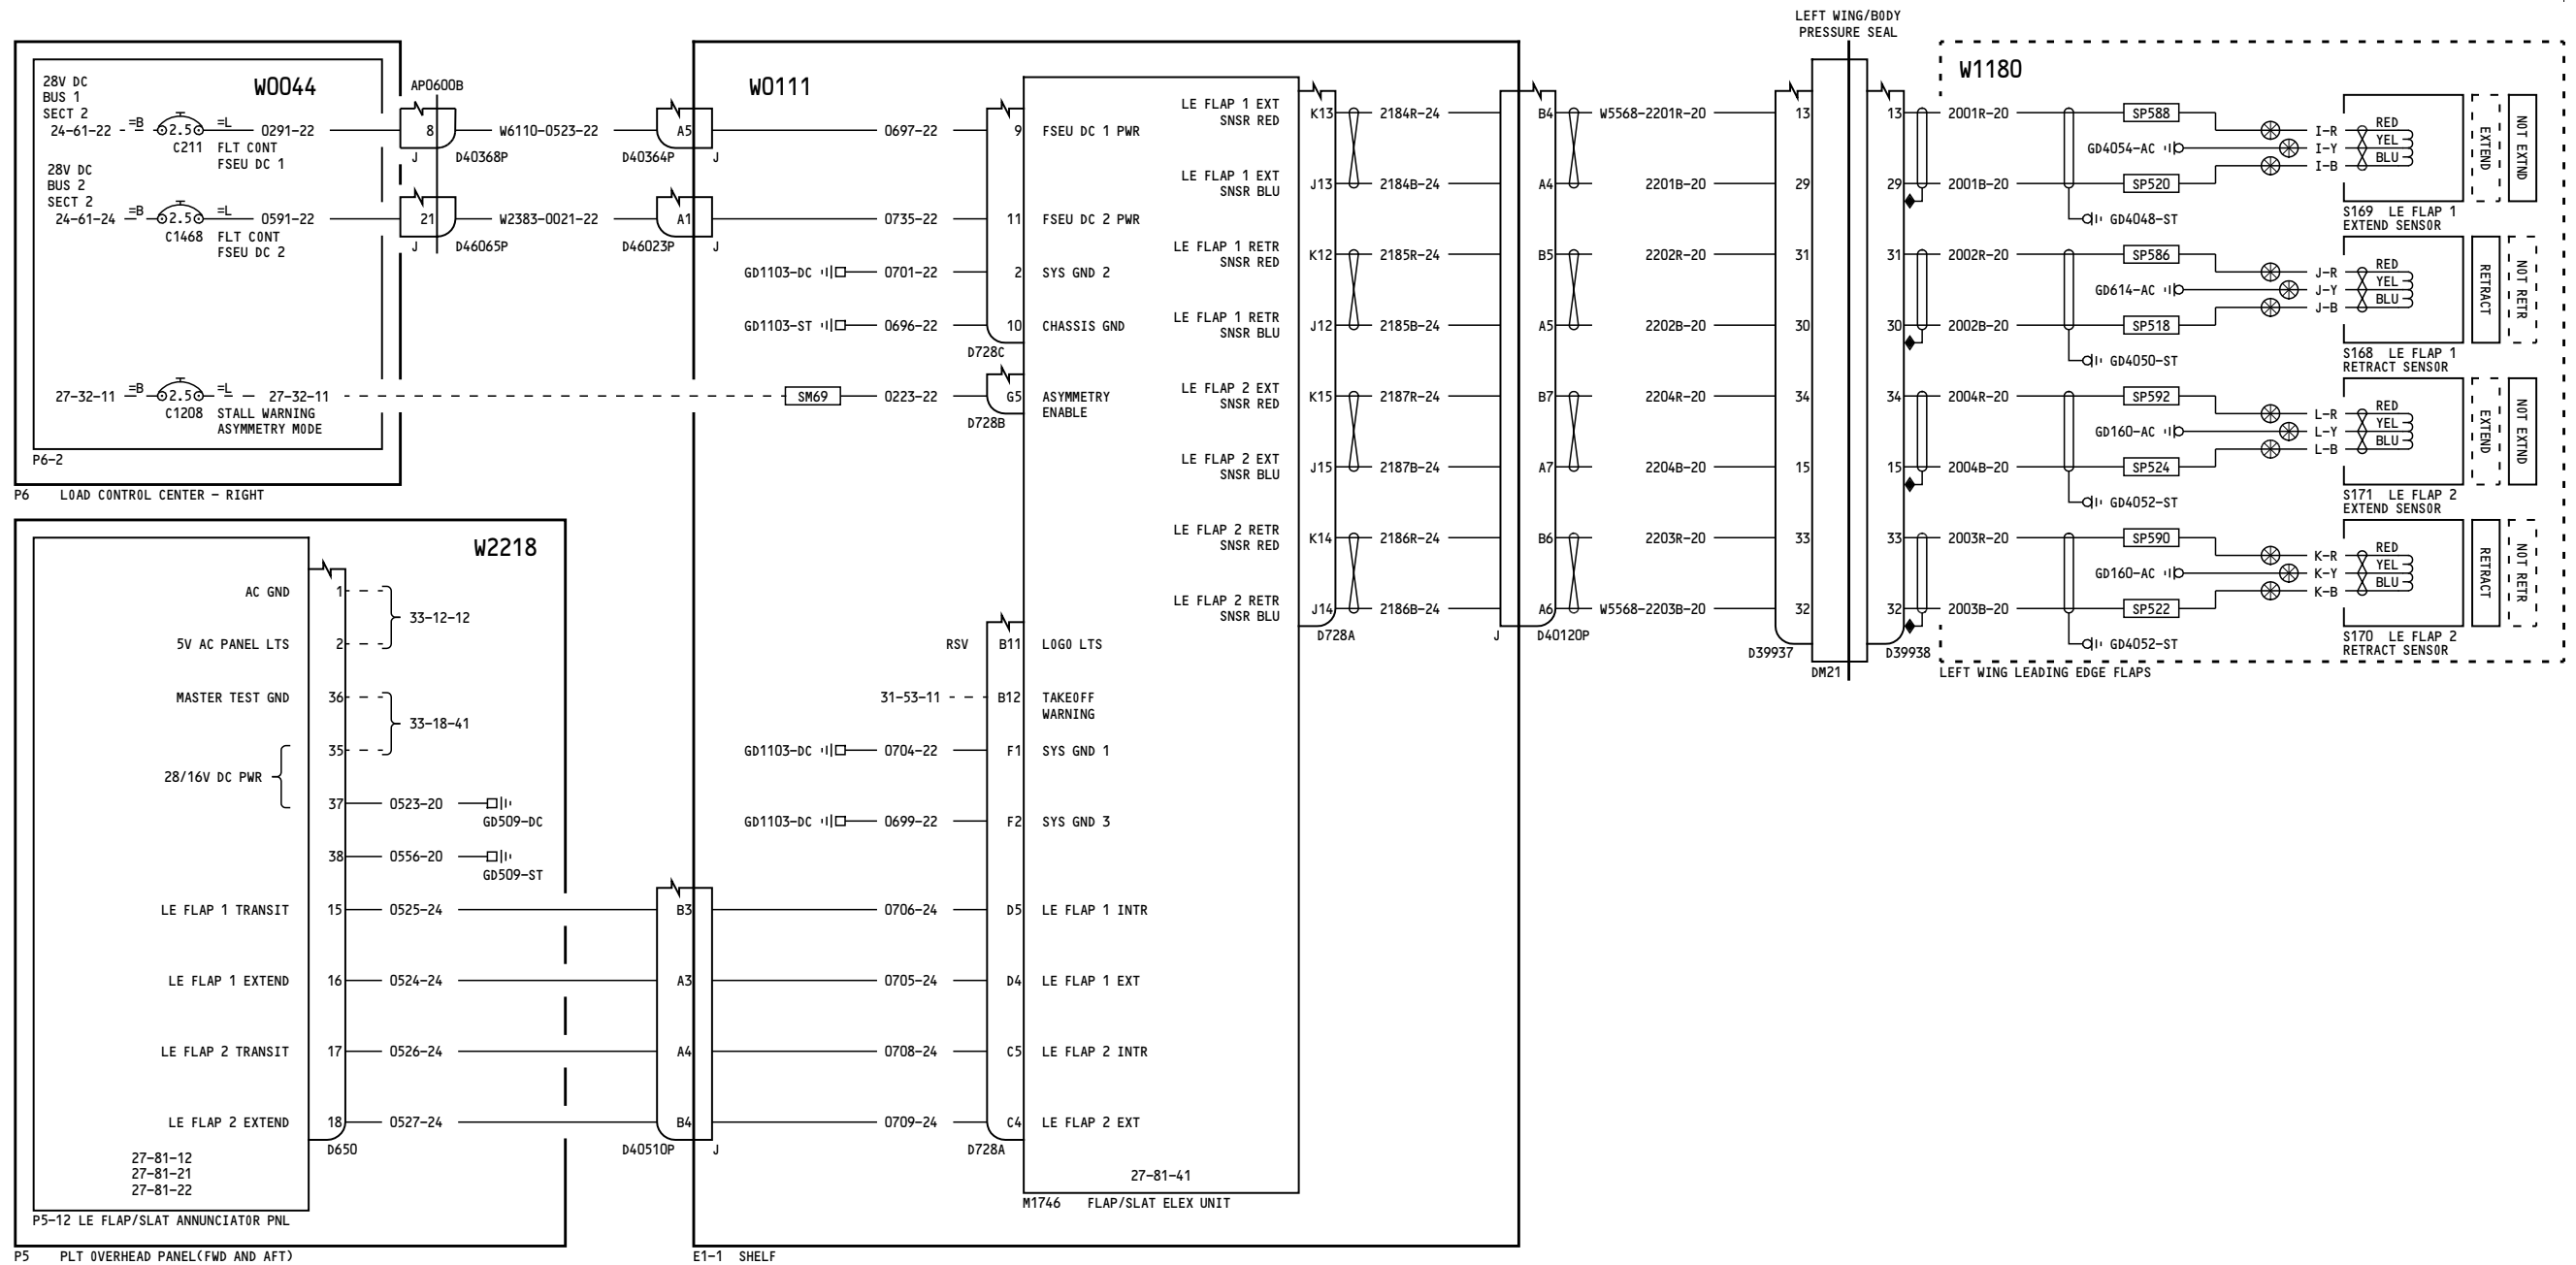 LEFT WING/BODY
PRESSURE SEAL
28V DC
BUS 1
SECT 2
W0044
24-61-22
=B
2.5
=L
0291-22
C211
FLT CONT
FSEU DC 1
28V DC
BUS 2
SECT 2
24-61-24
=B
2.5
=L
0591-22
C1468
FLT CONT
FSEU DC 2
27-32-11
=B
2.5
=L
27-32-11
C1208
STALL WARNING
ASYMMETRY MODE
P6-2
P6 LOAD CONTROL CENTER - RIGHT
AP0600B
8
J
D40368P
W6110-0523-22
A5
D40364P
J
21
J
D46065P
W2383-0021-22
A1
D46023P
J
W2218
AC GND
1
33-12-12
5V AC PANEL LTS
2
MASTER TEST GND
36
33-18-41
35
28/16V DC PWR
37
0523-20
GD509-DC
38
0556-20
GD509-ST
LE FLAP 1 TRANSIT
15
0525-24
LE FLAP 1 EXTEND
16
0524-24
LE FLAP 2 TRANSIT
17
0526-24
LE FLAP 2 EXTEND
18
0527-24
D650
27-81-12
27-81-21
27-81-22
P5-12 LE FLAP/SLAT ANNUNCIATOR PNL
P5 PLT OVERHEAD PANEL(FWD AND AFT)
B3
A3
A4
B4
D40510P
J
W0111
0697-22
9
FSEU DC 1 PWR
0735-22
11
FSEU DC 2 PWR
GD1103-DC
0701-22
2
SYS GND 2
GD1103-ST
0696-22
10
CHASSIS GND
D728C
SM69
0223-22
G5
ASYMMETRY
ENABLE
D728B
RSV
B11
LOGO LTS
31-53-11
B12
TAKEOFF
WARNING
GD1103-DC
0704-22
F1
SYS GND 1
GD1103-DC
0699-22
F2
SYS GND 3
0706-24
D5
LE FLAP 1 INTR
0705-24
D4
LE FLAP 1 EXT
0708-24
C5
LE FLAP 2 INTR
0709-24
C4
LE FLAP 2 EXT
D728A
27-81-41
M1746 FLAP/SLAT ELEX UNIT
E1-1 SHELF
LE FLAP 1 EXT
SNSR RED
K13
2184R-24
B4
W5568-2201R-20
13
13
2001R-20
SP588
LE FLAP 1 EXT
SNSR BLU
J13
2184B-24
A4
2201B-20
29
29
2001B-20
SP520
LE FLAP 1 RETR
SNSR RED
K12
2185R-24
B5
2202R-20
31
31
2002R-20
SP586
LE FLAP 1 RETR
SNSR BLU
J12
2185B-24
A5
2202B-20
30
30
2002B-20
SP518
LE FLAP 2 EXT
SNSR RED
K15
2187R-24
B7
2204R-20
34
34
2004R-20
SP592
LE FLAP 2 EXT
SNSR BLU
J15
2187B-24
A7
2204B-20
15
15
2004B-20
SP524
LE FLAP 2 RETR
SNSR RED
K14
2186R-24
B6
2203R-20
33
33
2003R-20
SP590
LE FLAP 2 RETR
SNSR BLU
J14
2186B-24
A6
W5568-2203B-20
32
32
2003B-20
SP522
D728A
J
D40120P
D39937
DM21
D39938
W1180
GD4054-AC
GD4048-ST
I-R
I-Y
I-B
RED
YEL
BLU
EXTEND
NOT EXTND
S169 LE FLAP 1
EXTEND SENSOR
GD614-AC
GD4050-ST
J-R
J-Y
J-B
RED
YEL
BLU
RETRACT
NOT RETR
S168 LE FLAP 1
RETRACT SENSOR
GD160-AC
GD4052-ST
L-R
L-Y
L-B
RED
YEL
BLU
EXTEND
NOT EXTND
S171 LE FLAP 2
EXTEND SENSOR
GD160-AC
GD4052-ST
K-R
K-Y
K-B
RED
YEL
BLU
RETRACT
NOT RETR
S170 LE FLAP 2
RETRACT SENSOR
LEFT WING LEADING EDGE FLAPS